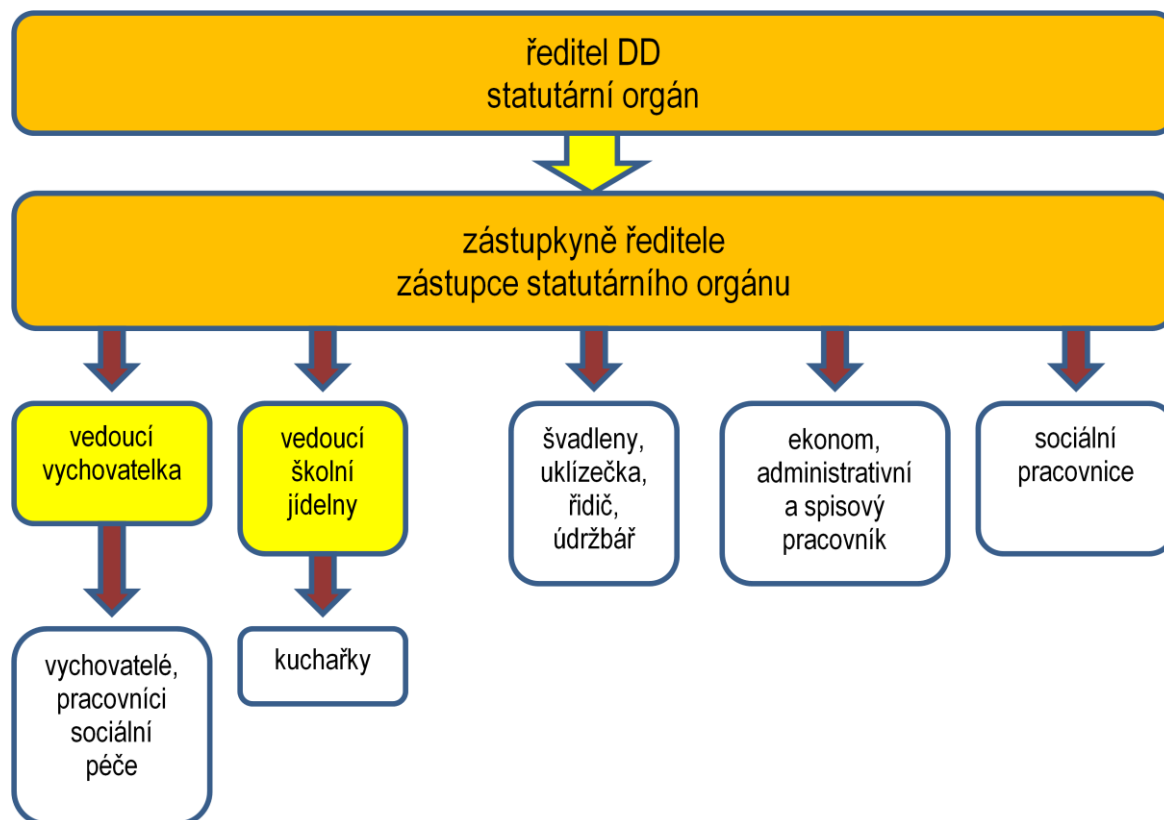 ředitel DD
statutární orgán
zástupkyně ředitele
zástupce statutárního orgánu
vedoucí
vychovatelka
vedoucí
školní
jídelny
švadleny,
uklízečka,
řidič,
údržbář
ekonom,
administrativní
a spisový
pracovník
sociální
pracovnice
vychovatelé,
pracovníci
sociální
péče
kuchařky